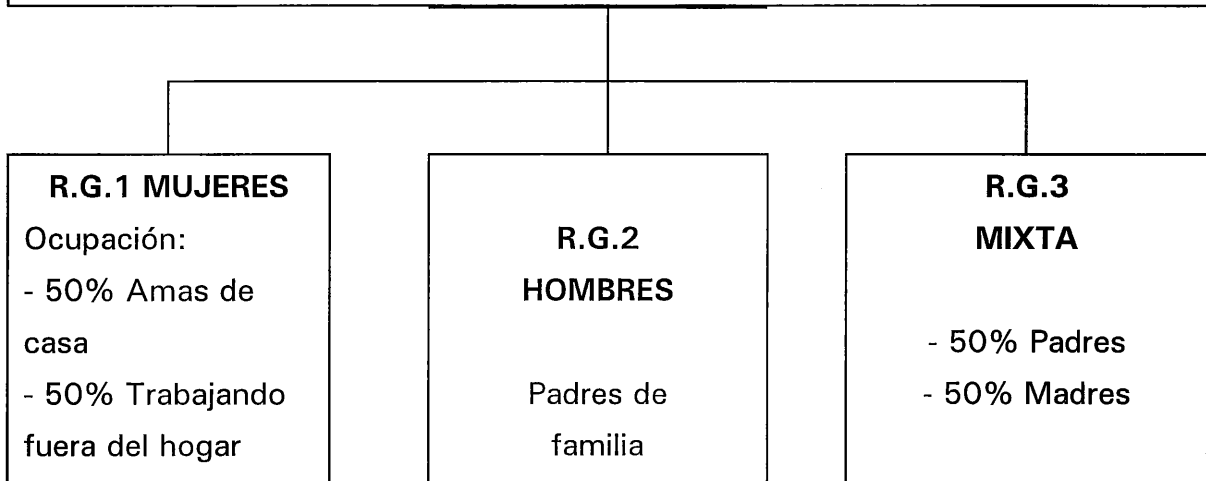 R.G.1 MUJERES
Ocupación:
- 50% Amas de
casa
- 50% Trabajando
fuera del hogar
R.G.2
HOMBRES
Padres de
familia
R.G.3
MIXTA
- 50% Padres
- 50% Madres